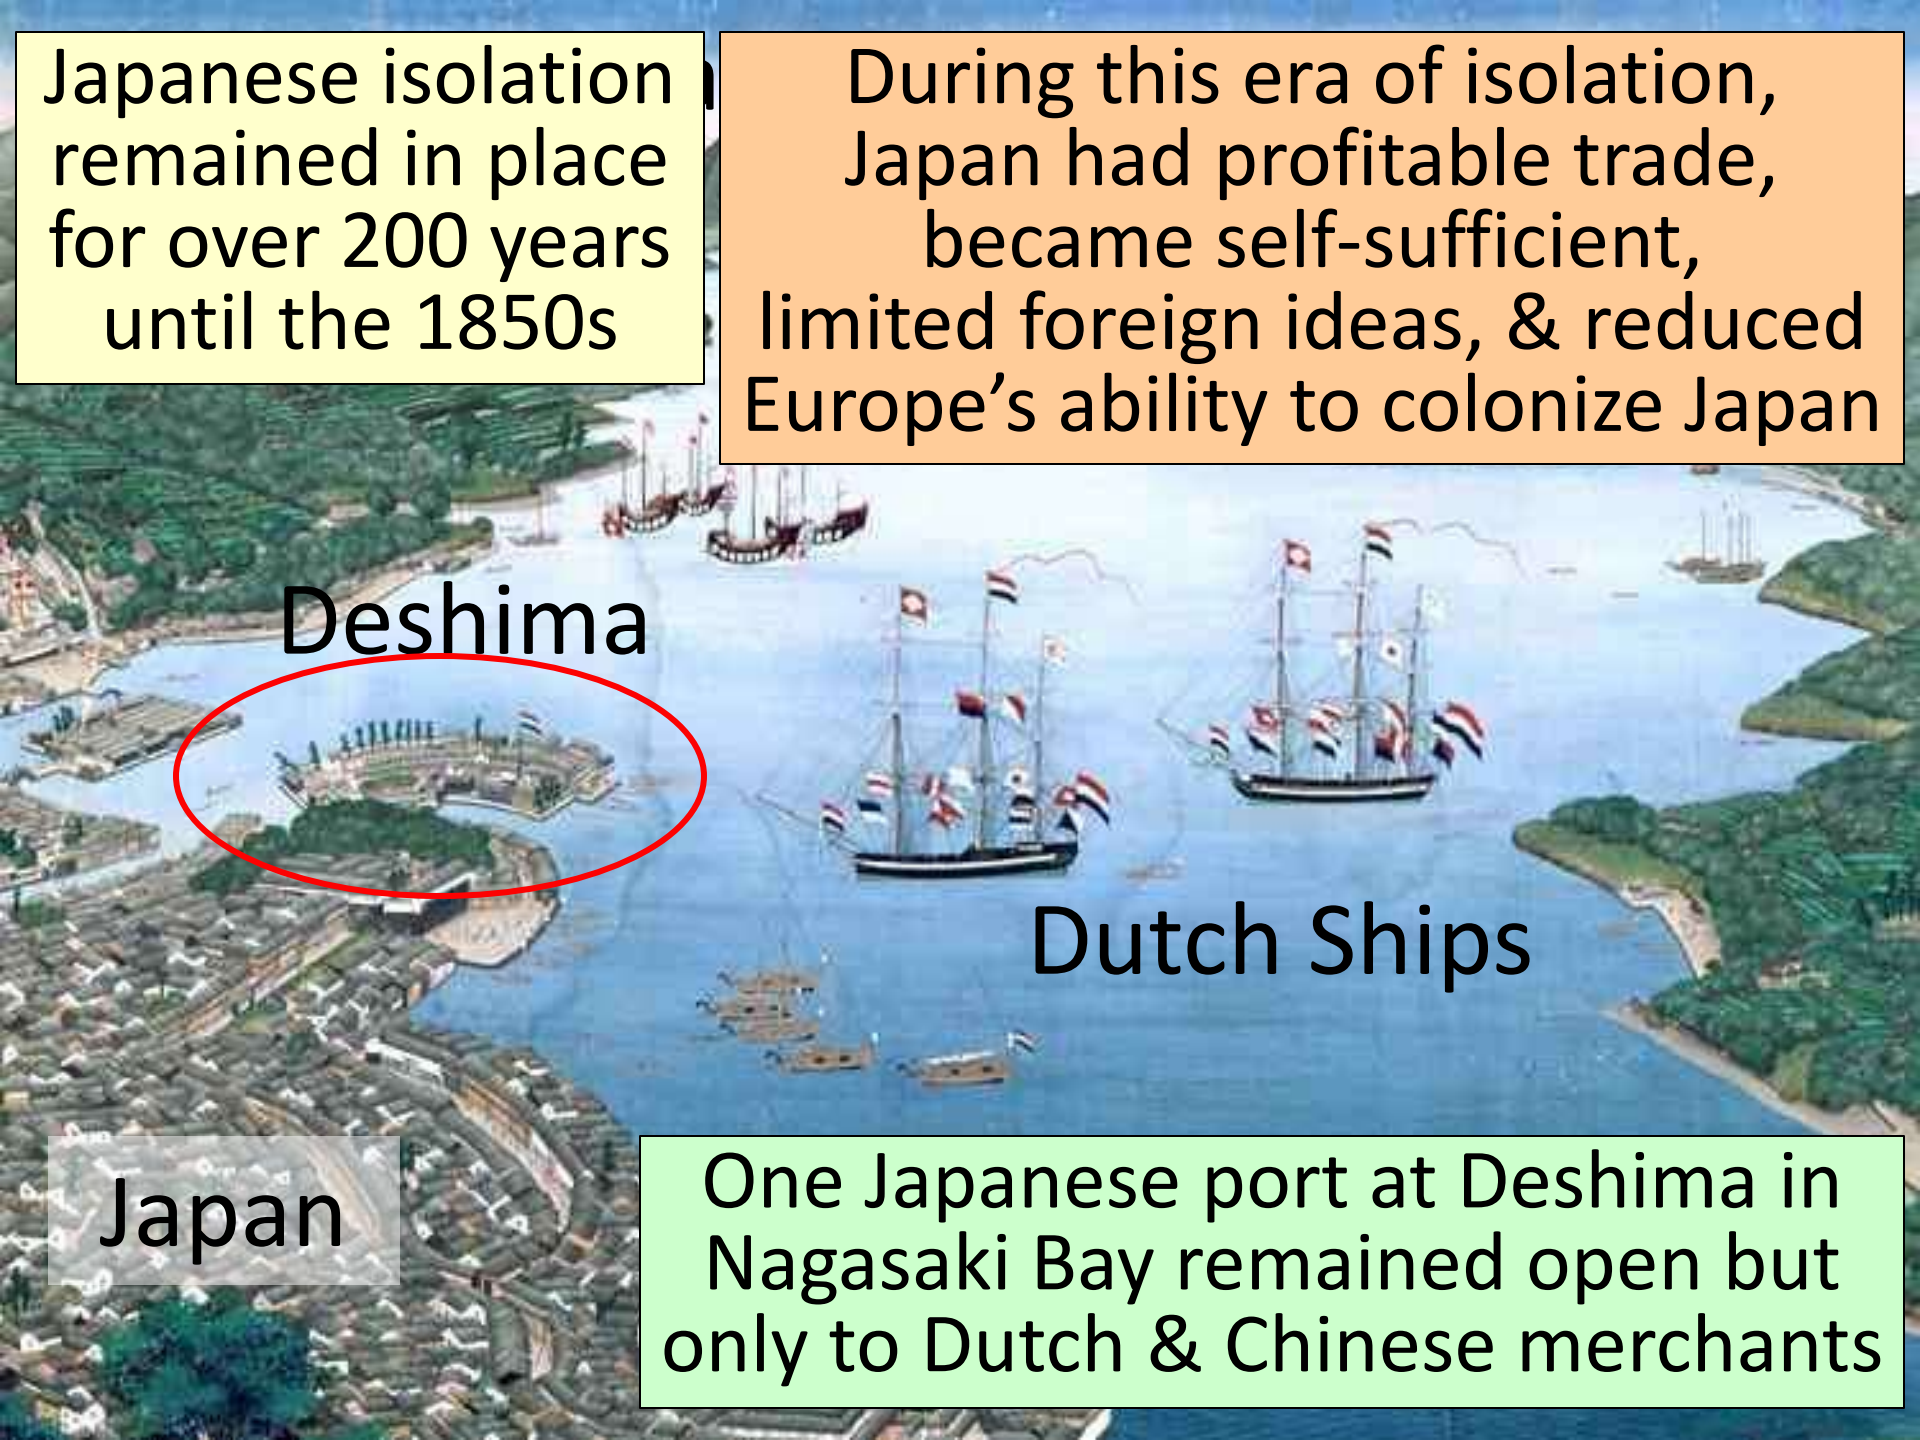 Japanese isolation
remained in place
for over 200 years
until the 1850s
During this era of isolation,
Japan had profitable trade,
became self-sufficient,
limited foreign ideas, & reduced
Europe’s ability to colonize Japan
Deshima
Dutch Ships
Japan
One Japanese port at Deshima in
Nagasaki Bay remained open but
only to Dutch & Chinese merchants